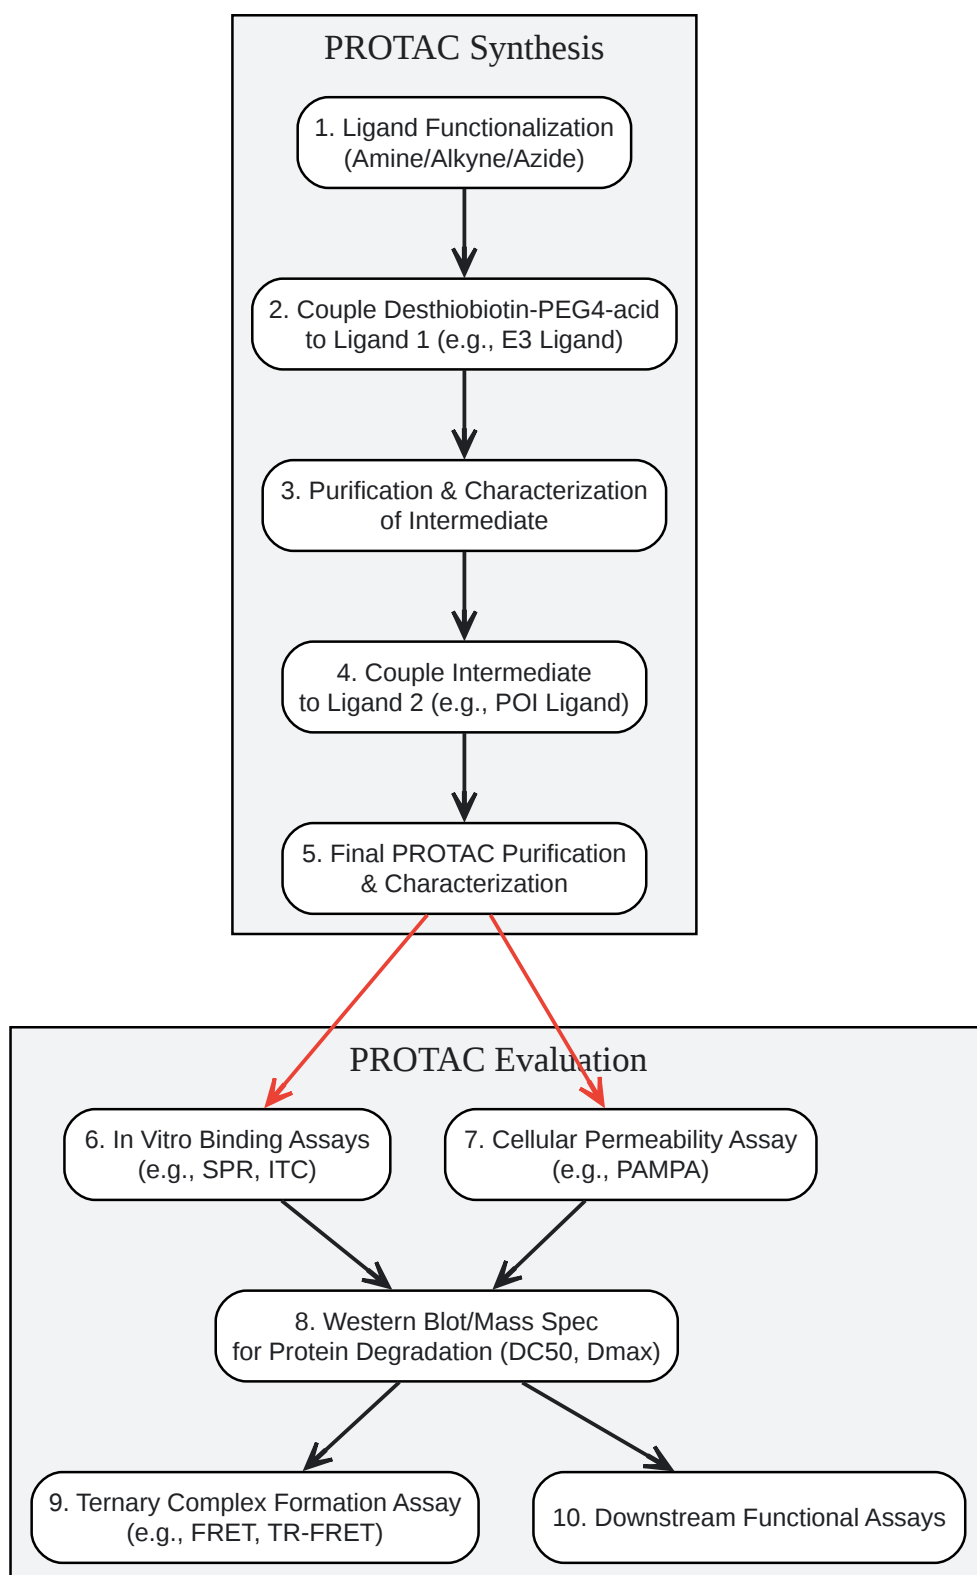 PROTAC Synthesis
1. Ligand Functionalization
(Amine/Alkyne/Azide)
2. Couple Desthiobiotin-PEG4-acid
to Ligand 1 (e.g., E3 Ligand)
3. Purification & Characterization
of Intermediate
4. Couple Intermediate
to Ligand 2 (e.g., POI Ligand)
5. Final PROTAC Purification
& Characterization
PROTAC Evaluation
6. In Vitro Binding Assays
(e.g., SPR, ITC)
7. Cellular Permeability Assay
(e.g., PAMPA)
8. Western Blot/Mass Spec
for Protein Degradation (DC50, Dmax)
9. Ternary Complex Formation Assay
(e.g., FRET, TR-FRET)
10. Downstream Functional Assays